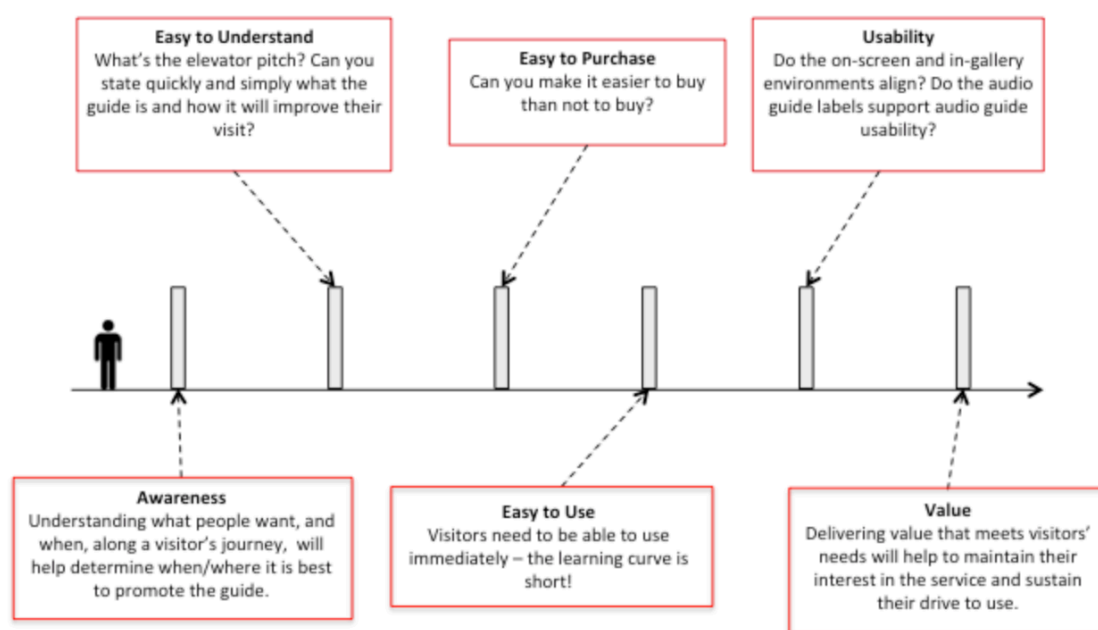 Easy to Understand
What's the elevator pitch? Can you
state quickly and simply what the
guide is and how it will improve their
visit?
Easy to Purchase
Can you make it easier to buy
than not to buy?
Usability
Do the on-screen and in-gallery
environments align? Do the audio
guide labels support audio guide
usability?
Awareness
Understanding what people want, and
when, along a visitor's journey, will
help determine when/where it is best
to promote the guide.
Easy to Use
Visitors need to be able to use
immediately – the learning curve is
short!
Value
Delivering value that meets visitors'
needs will help to maintain their
interest in the service and sustain
their drive to use.